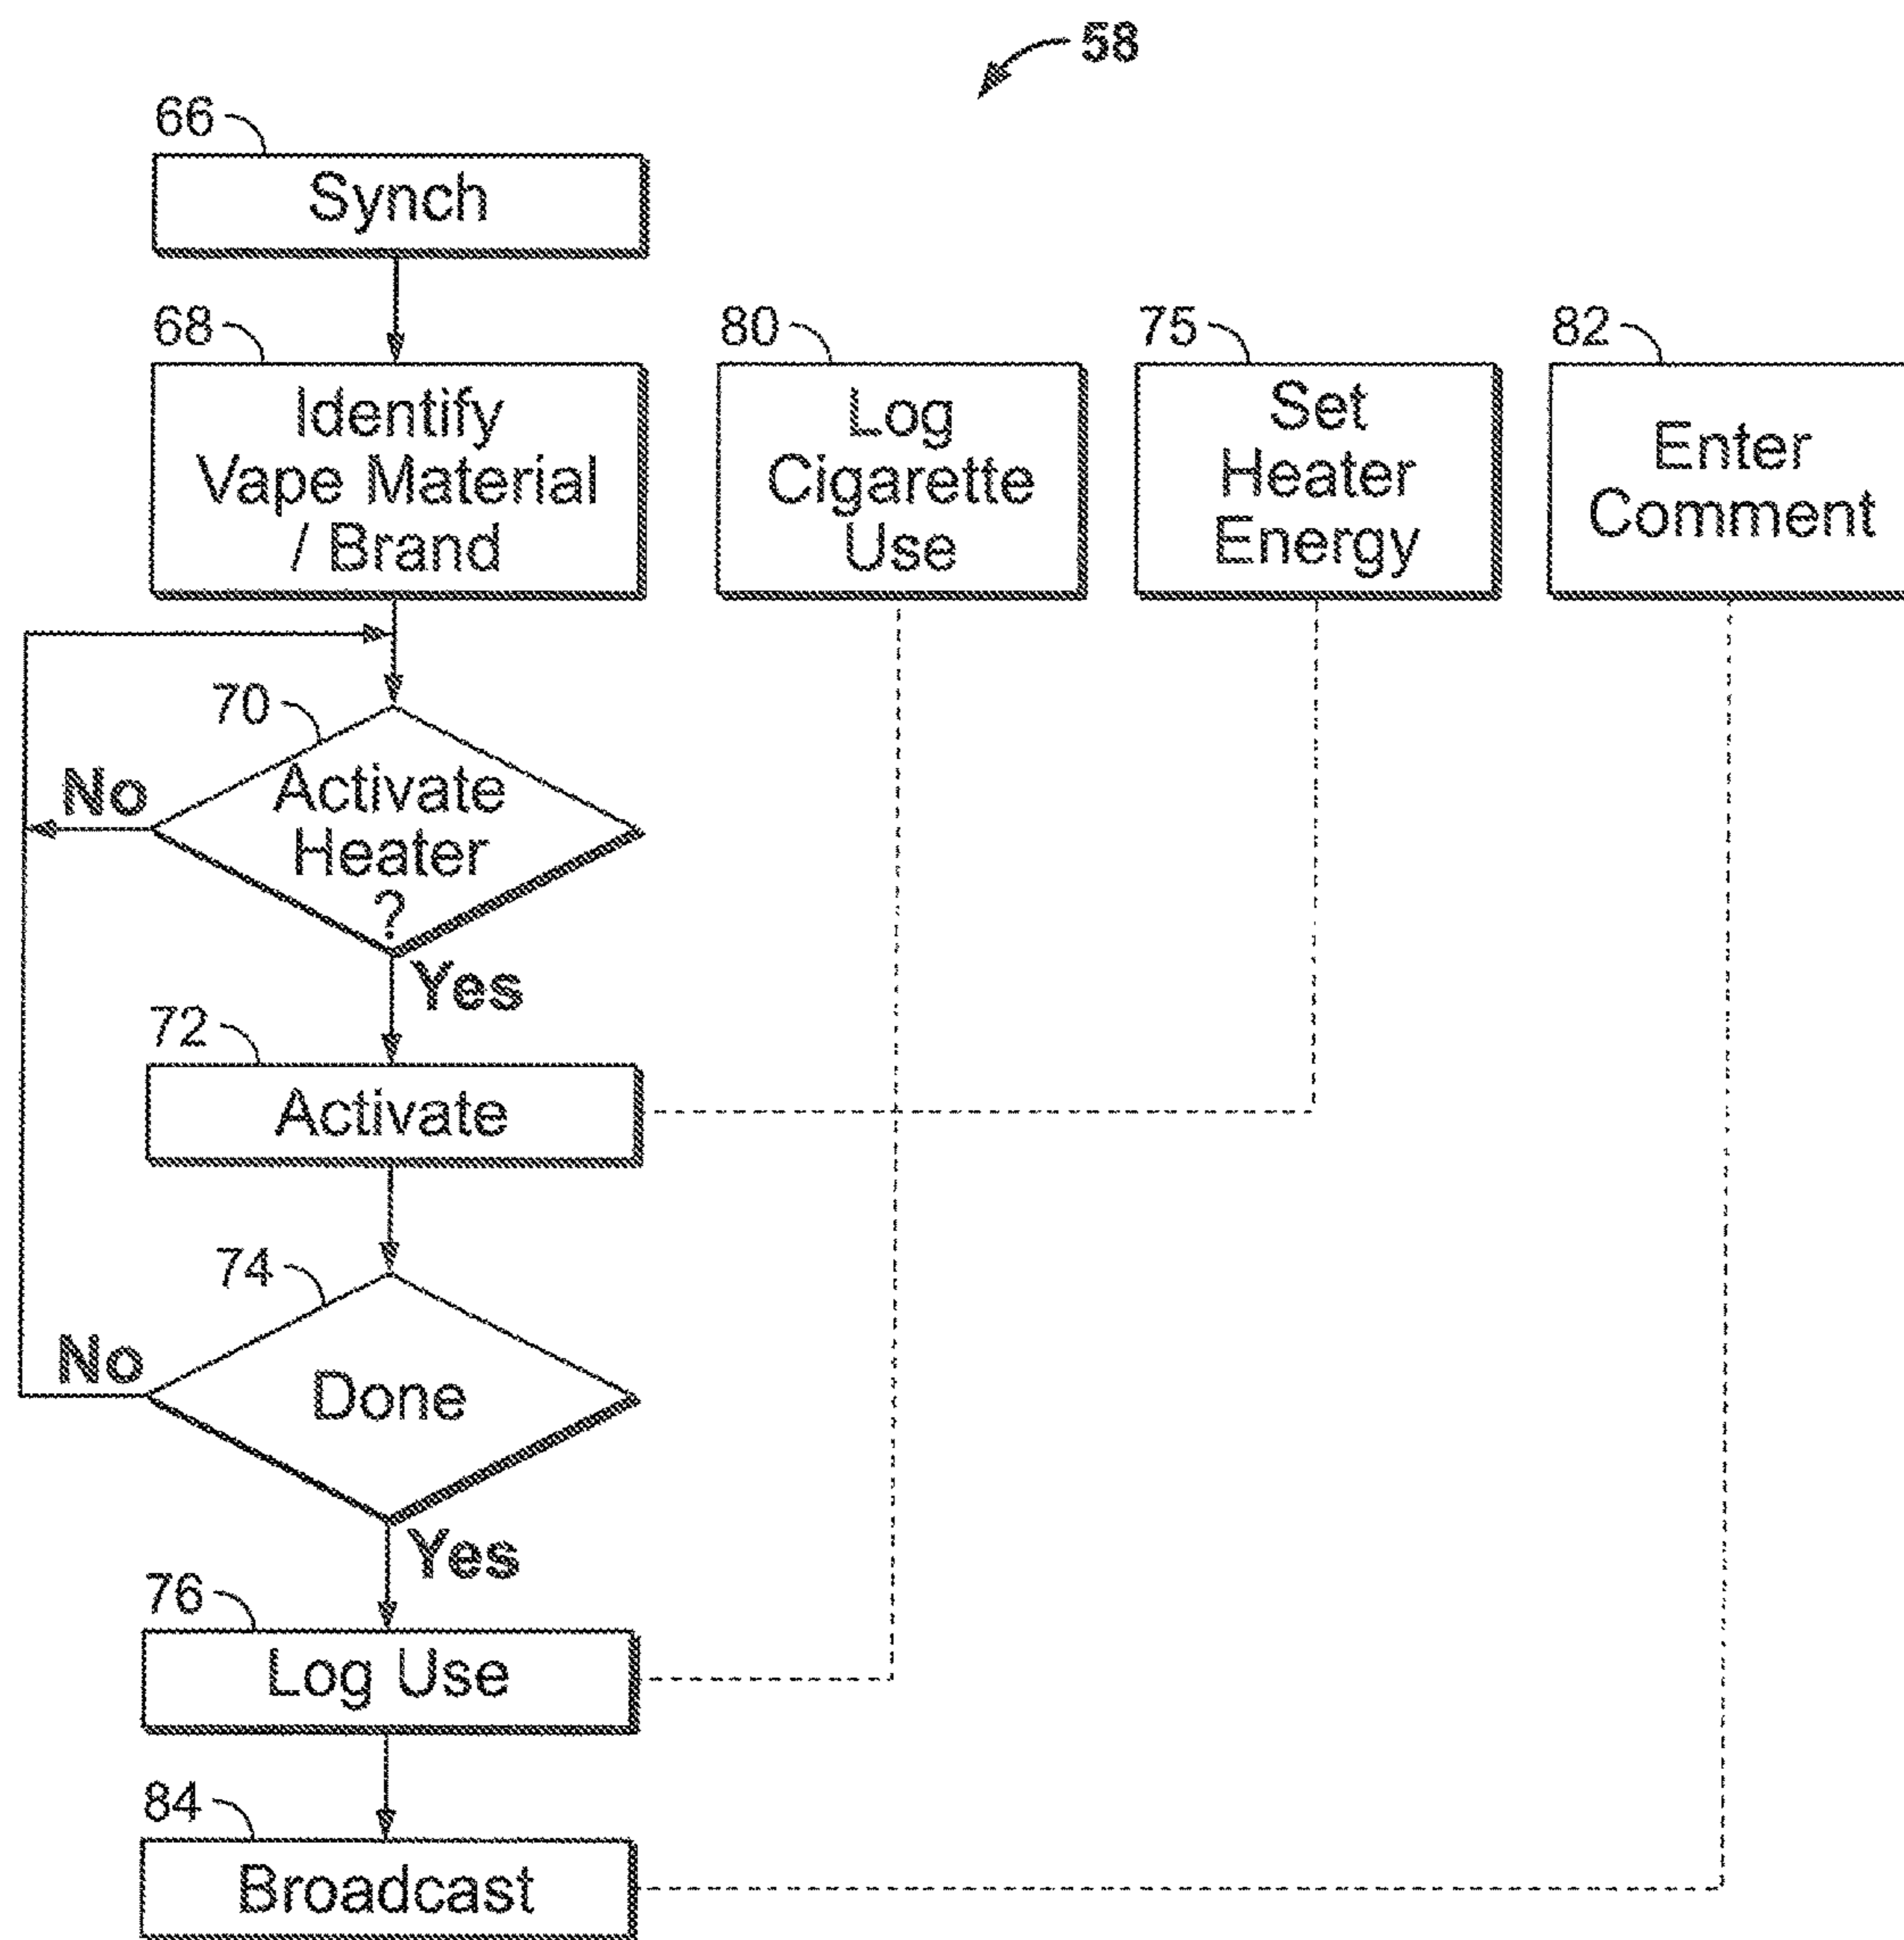 58
66
Synch
68
Identify
Vape Material
/ Brand
80
Log
Cigarette
Use
75
Set
Heater
Energy
82
Enter
Comment
70
No
Activate
Heater
?
Yes
72
Activate
74
No
Done
Yes
76
Log Use
84
Broadcast